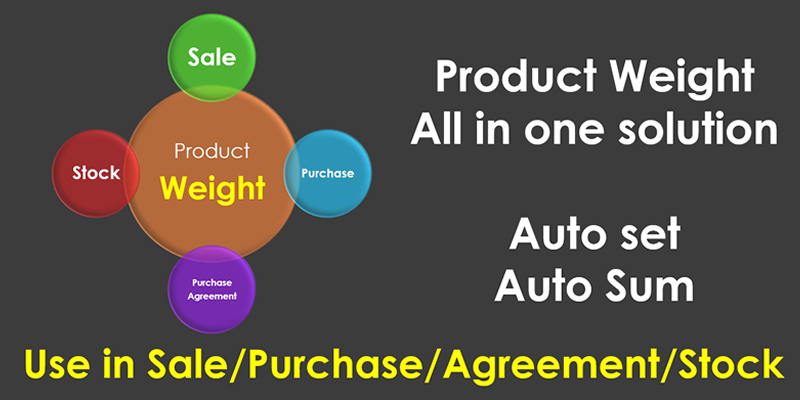 Sale
Product
Weight
Stock
Purchase
Purchase
Agreement
Product Weight
All in one solution
Auto set
Auto Sum
Use in Sale/Purchase/Agreement/Stock